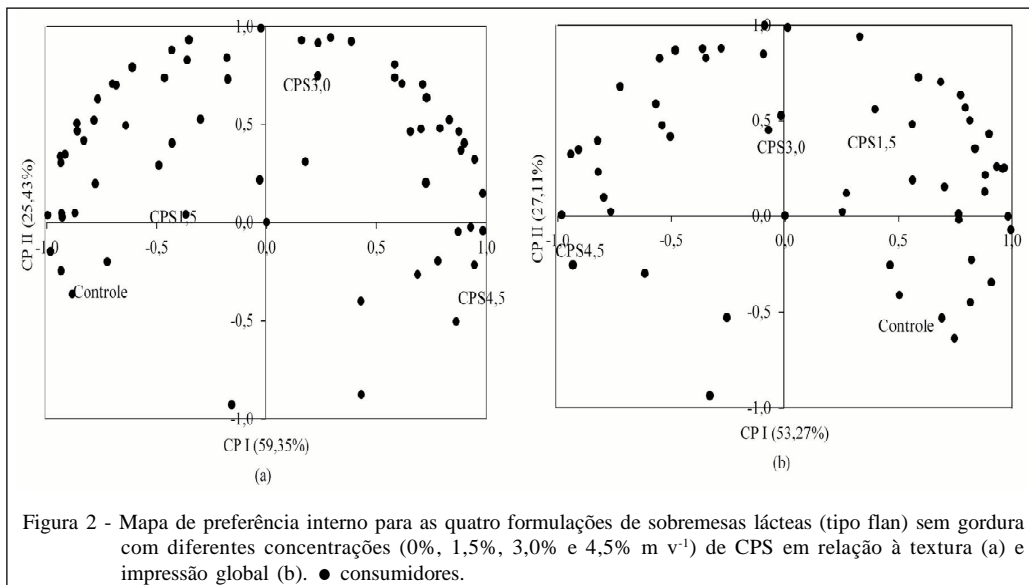 1,0
CPS3,0
0,5
CPS1,5
-1,0
-0,5
0,0
0,5
1,0
Controle
CPS4,5
-0,5
-1,0
CP II (25,43%)
CP I (59,35%)
(a)
1,0
CPS1,5
0,5
CPS3,0
0,0
-1,0
-0,5
0,5
1,0
CPS4,5
Controle
-0,5
-1,0
CP II (27,11%)
CP I (53,27%)
(b)
Figura 2 - Mapa de preferência interno para as quatro formulações de sobremesas lácteas (tipo flan) sem gordura
com diferentes concentrações (0%, 1,5%, 3,0% e 4,5% m v-1) de CPS em relação à textura (a) e
impressão global (b). ● consumidores.